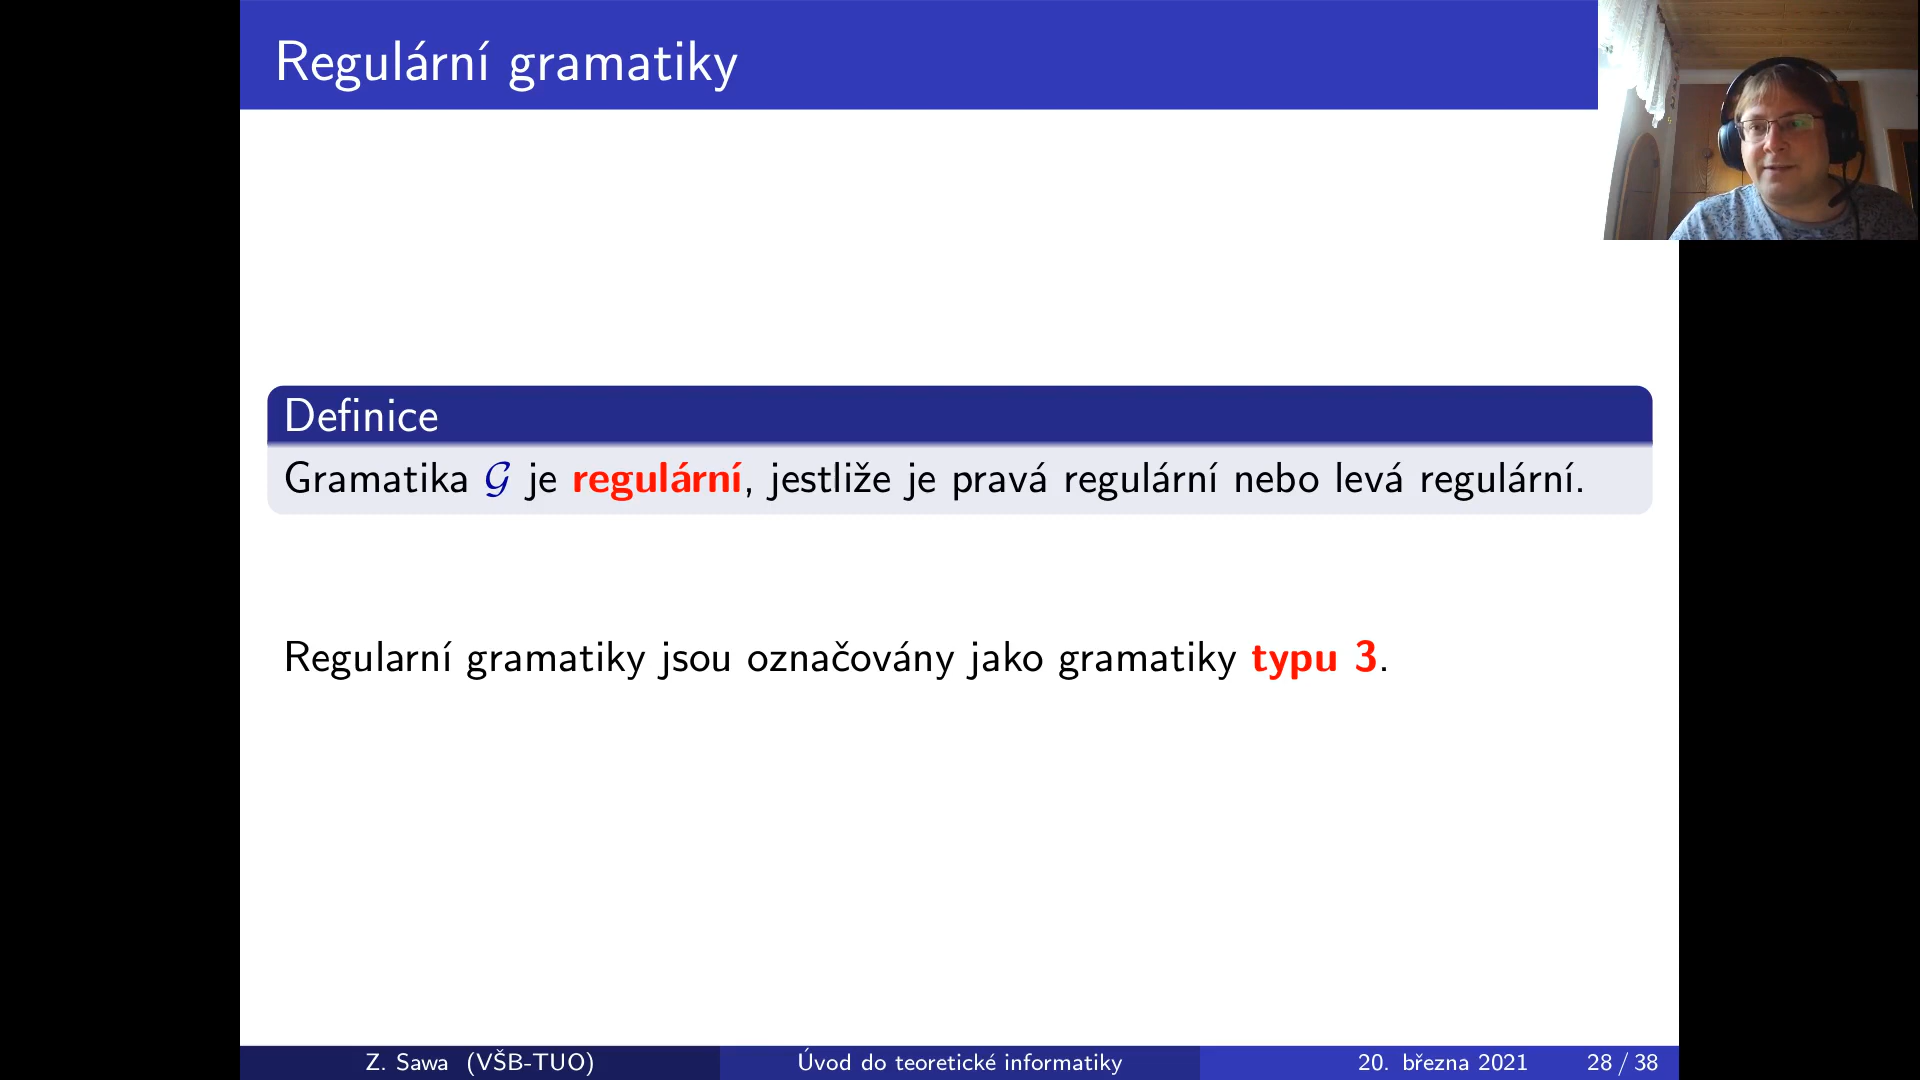 Regulární gramatiky
Definice
Gramatika 𝒢 je regulární, jestliže je pravá regulární nebo levá regulární.
Regularní gramatiky jsou označovány jako gramatiky typu 3.
Z. Sawa (VŠB-TUO) Úvod do teoretické informatiky 20. března 2021 28 / 38